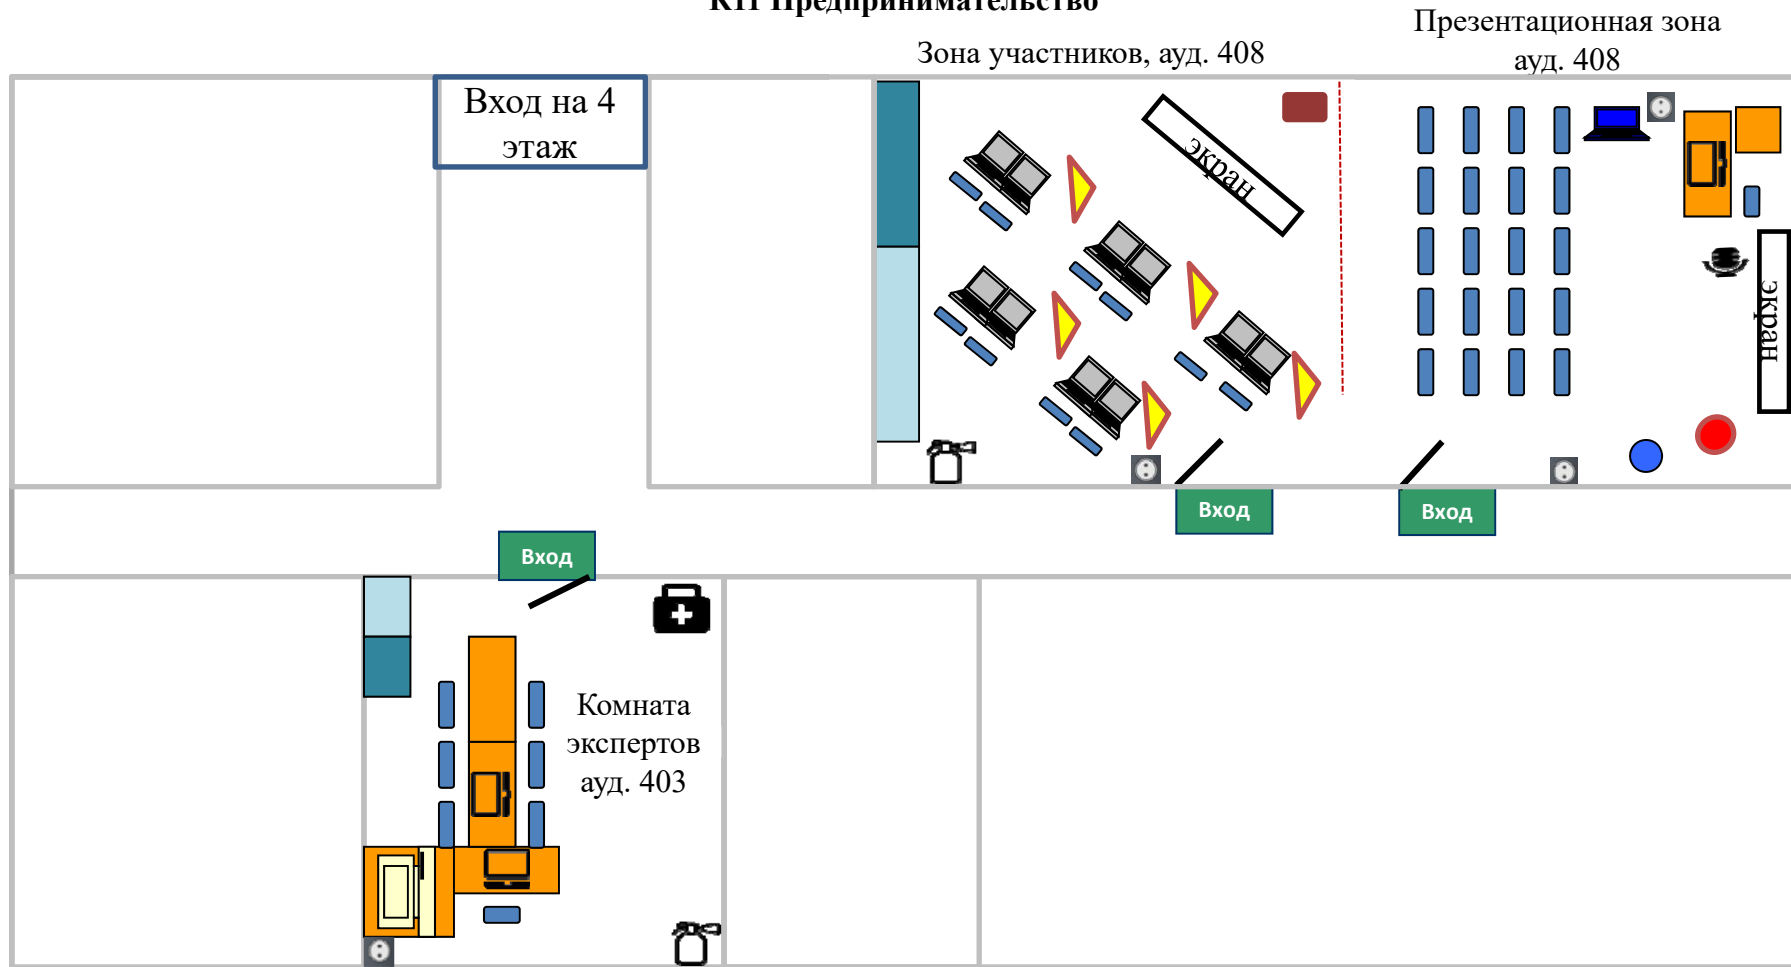 Предпринимательство
Презентационная зона
ауд. 408
Зона участников, ауд. 408
Вход на 4
этаж
экран
экран
Вход
Вход
Вход
Комната
экспертов
ауд. 403